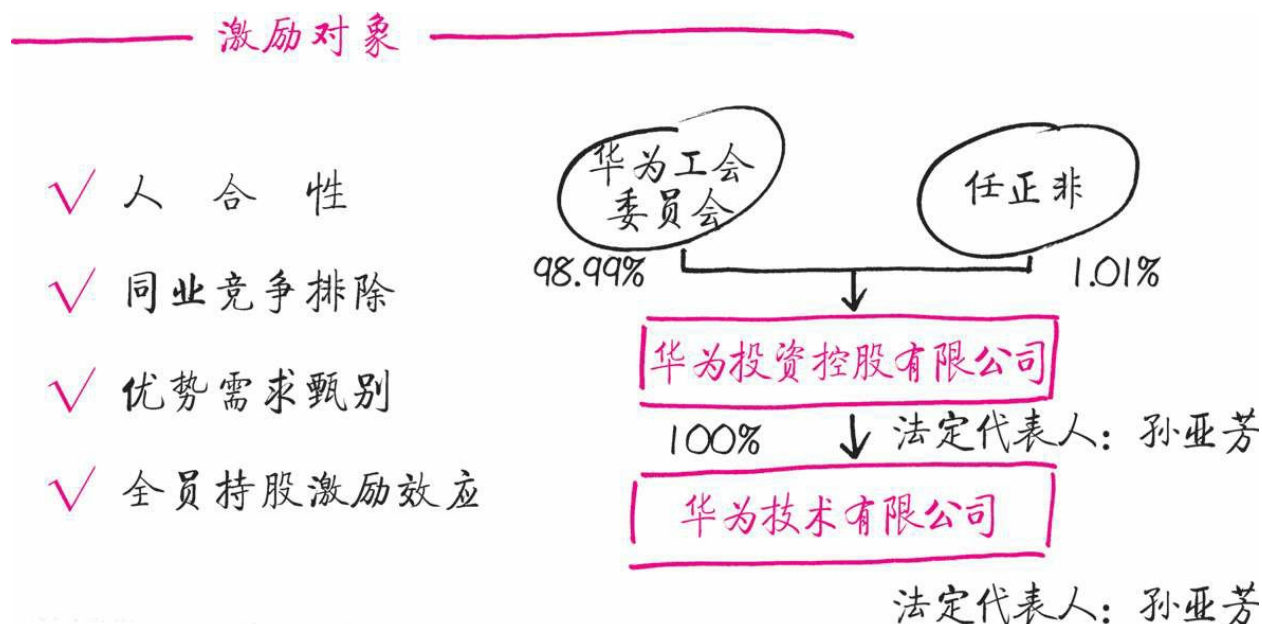 激励对象
√ 人合性
√ 同业竞争排除
√ 优势需求甄别
√ 全员持股激励效应
华为工会
委员会
任正非
98.99%
1.01%
华为投资控股有限公司
100%
法定代表人：孙亚芳
华为技术有限公司
法定代表人：孙亚芳